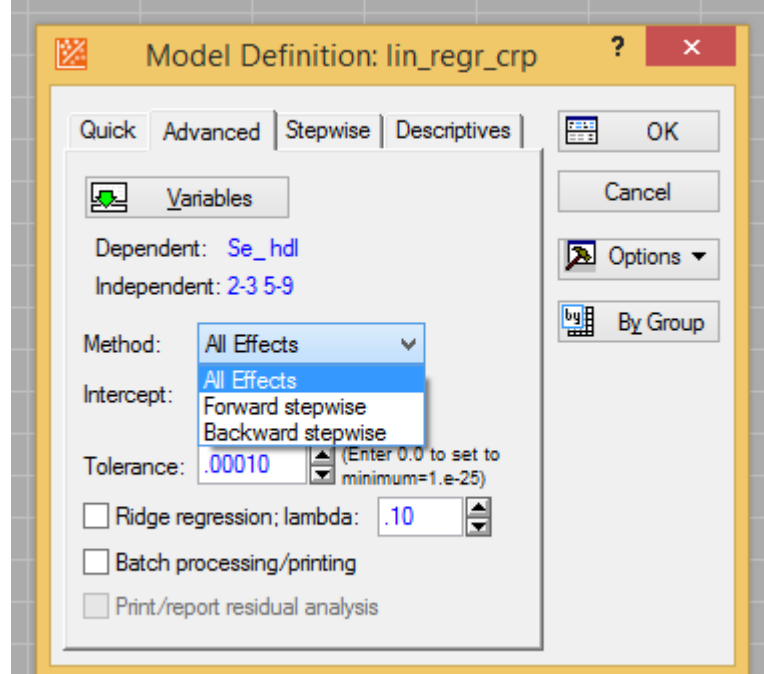 Model Definition: lin_regr_crp ? ×
Quick Advanced Stepwise Descriptives
OK
Variables
Cancel
Dependent: Se_hdl
Options
Independent: 2-3 5-9
by By Group
Method: All Effects
All Effects
Intercept:
Forward stepwise
Backward stepwise
Tolerance: .00010 (Enter 0.0 to set to
minimum=1.e-25)
Ridge regression; lambda: .10
Batch processing/printing
Print/report residual analysis